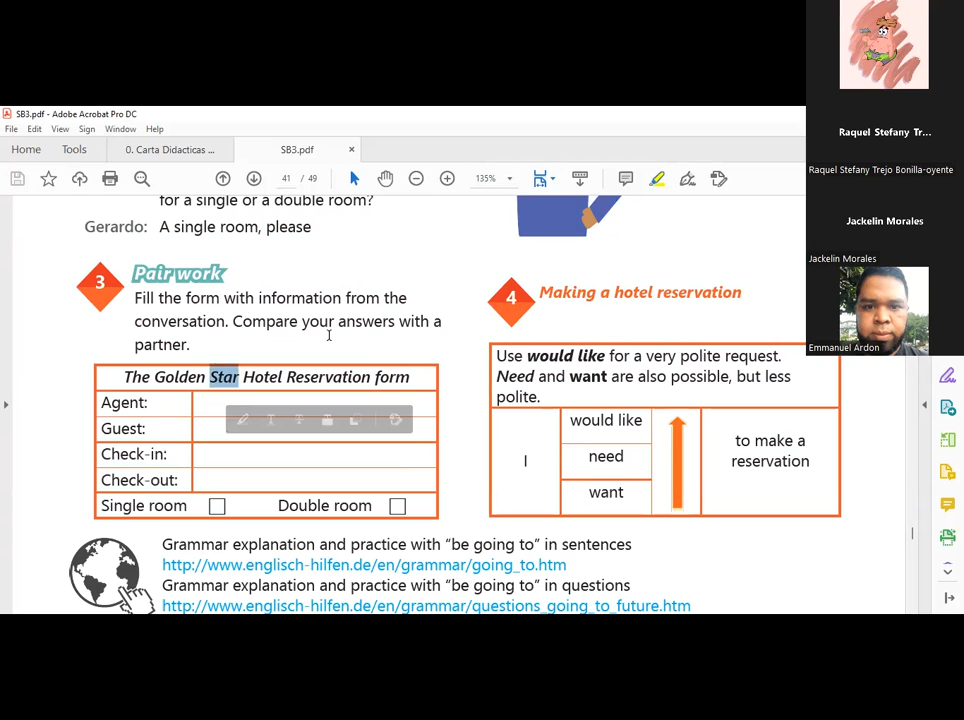 SB3.pdf - Adobe Acrobat Pro DC
File Edit View Sign Window Help
Home Tools 0. Carta Didacticas ... SB3.pdf ×
41 / 49 135%
for a single or a double room?
Gerardo: A single room, please
3 Pair work
Fill the form with information from the
conversation. Compare your answers with a
partner.
The Golden Star Hotel Reservation form
Agent:
Guest:
Check-in:
Check-out:
Single room Double room
4 Making a hotel reservation
Use would like for a very polite request.
Need and want are also possible, but less
polite.
I
would like
need
want
to make a
reservation
Grammar explanation and practice with “be going to” in sentences
http://www.englisch-hilfen.de/en/grammar/going_to.htm
Grammar explanation and practice with “be going to” in questions
http://www.englisch-hilfen.de/en/grammar/questions_going_to_future.htm
Raquel Stefany Tr...
Raquel Stefany Trejo Bonilla-oyente
Jackelin Morales
Jackelin Morales
Emmanuel Ardon